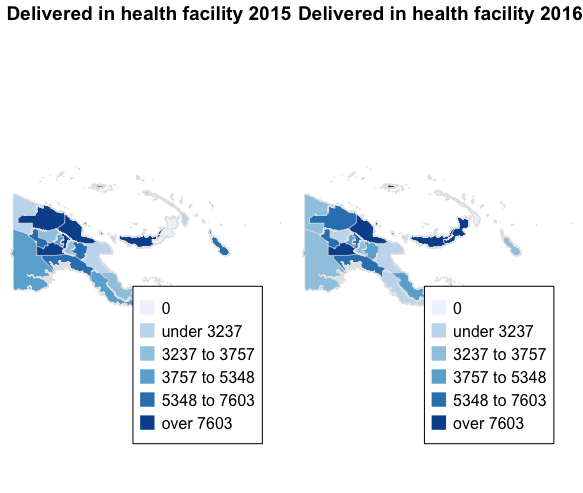 Delivered in health facility 2015
Delivered in health facility 2016
0
under 3237
3237 to 3757
3757 to 5348
5348 to 7603
over 7603
0
under 3237
3237 to 3757
3757 to 5348
5348 to 7603
over 7603